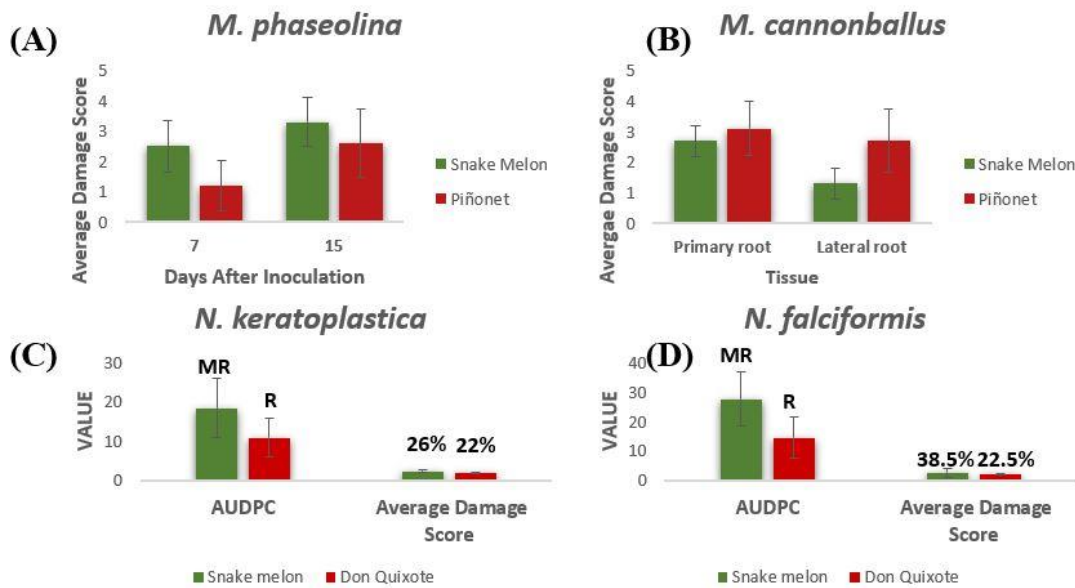 (A)
M. phaseolina
Average Damage Score
5
4
3
2
1
0
7
15
Days After Inoculation
Snake Melon
Piñonet
(B)
M. cannonballus
Avergae Damage Score
5
4
3
2
1
0
Primary root
Lateral root
Tissue
Snake Melon
Piñonet
(C)
N. keratoplastica
VALUE
30
20
10
0
MR
R
26%
22%
AUDPC
Average Damage
Score
Snake melon
Don Quixote
(D)
N. falciformis
VALUE
40
30
20
10
0
MR
R
38.5%
22.5%
AUDPC
Average Damage
Score
Snake melon
Don Quixote